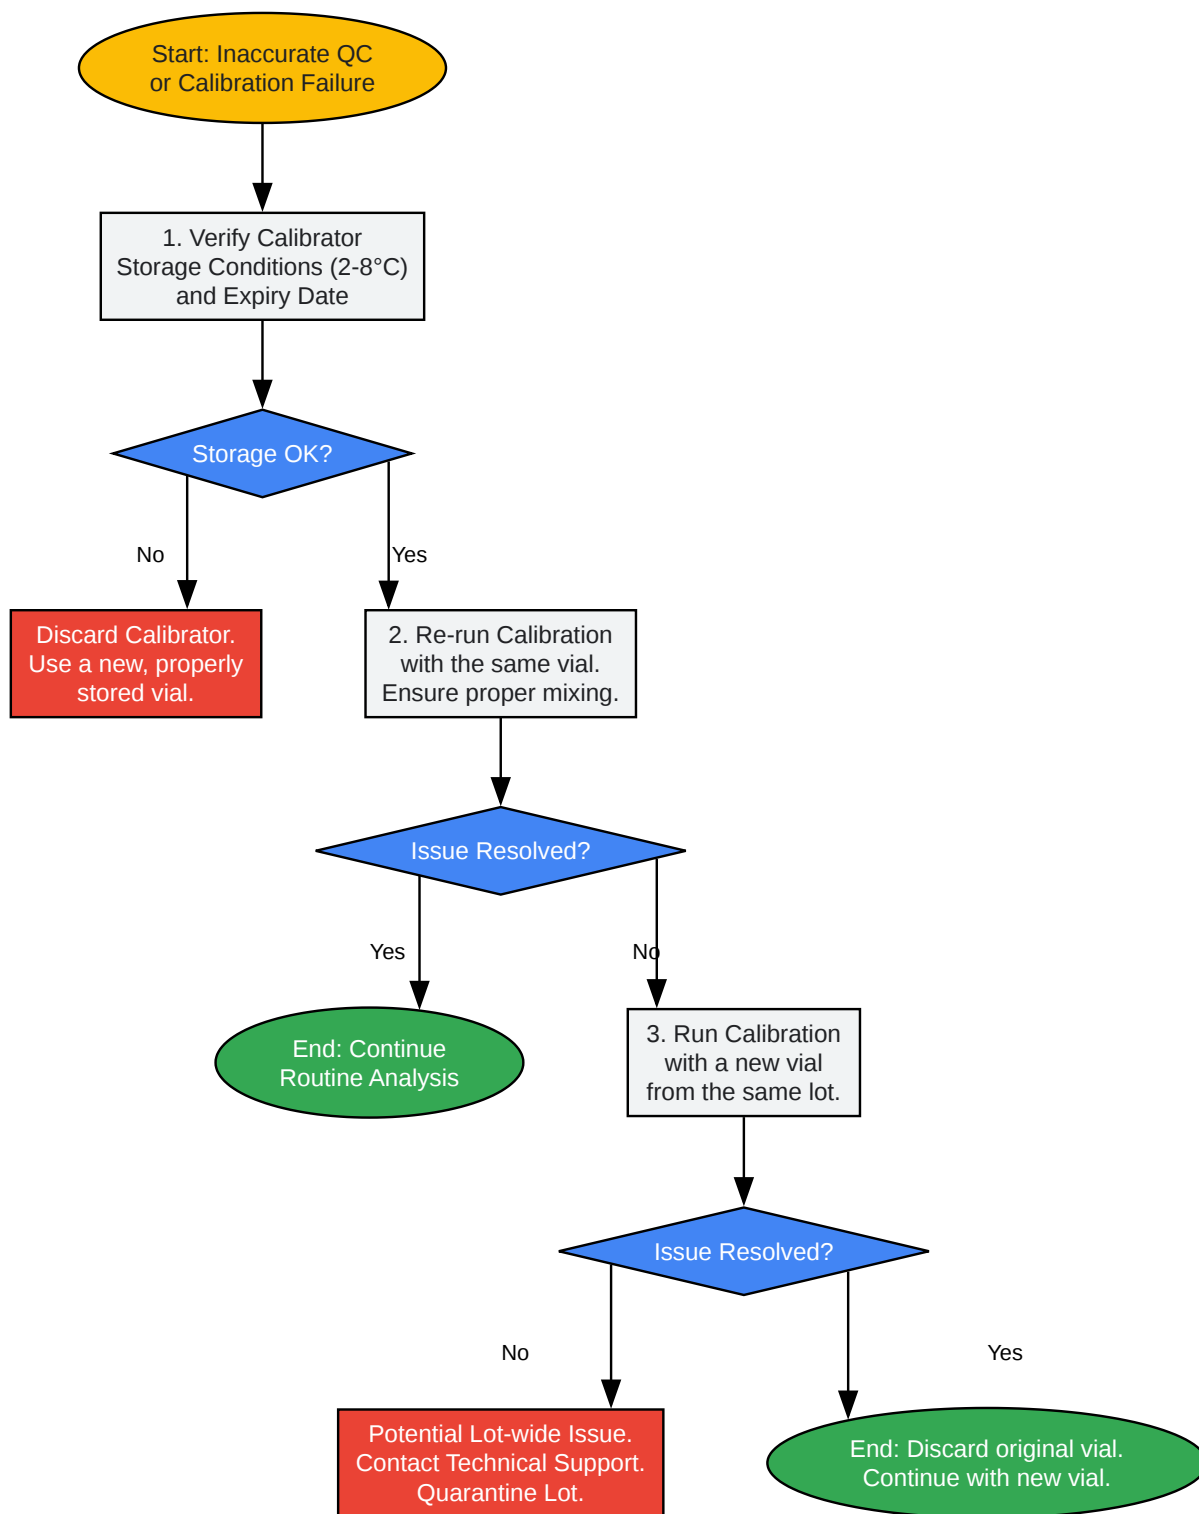 Start: Inaccurate QC
or Calibration Failure
1. Verify Calibrator
Storage Conditions (2-8°C)
and Expiry Date
Storage OK?
No
Yes
Discard Calibrator.
Use a new, properly
stored vial.
2. Re-run Calibration
with the same vial.
Ensure proper mixing.
Issue Resolved?
Yes
No
End: Continue
Routine Analysis
3. Run Calibration
with a new vial
from the same lot.
Issue Resolved?
No
Yes
Potential Lot-wide Issue.
Contact Technical Support.
Quarantine Lot.
End: Discard original vial.
Continue with new vial.